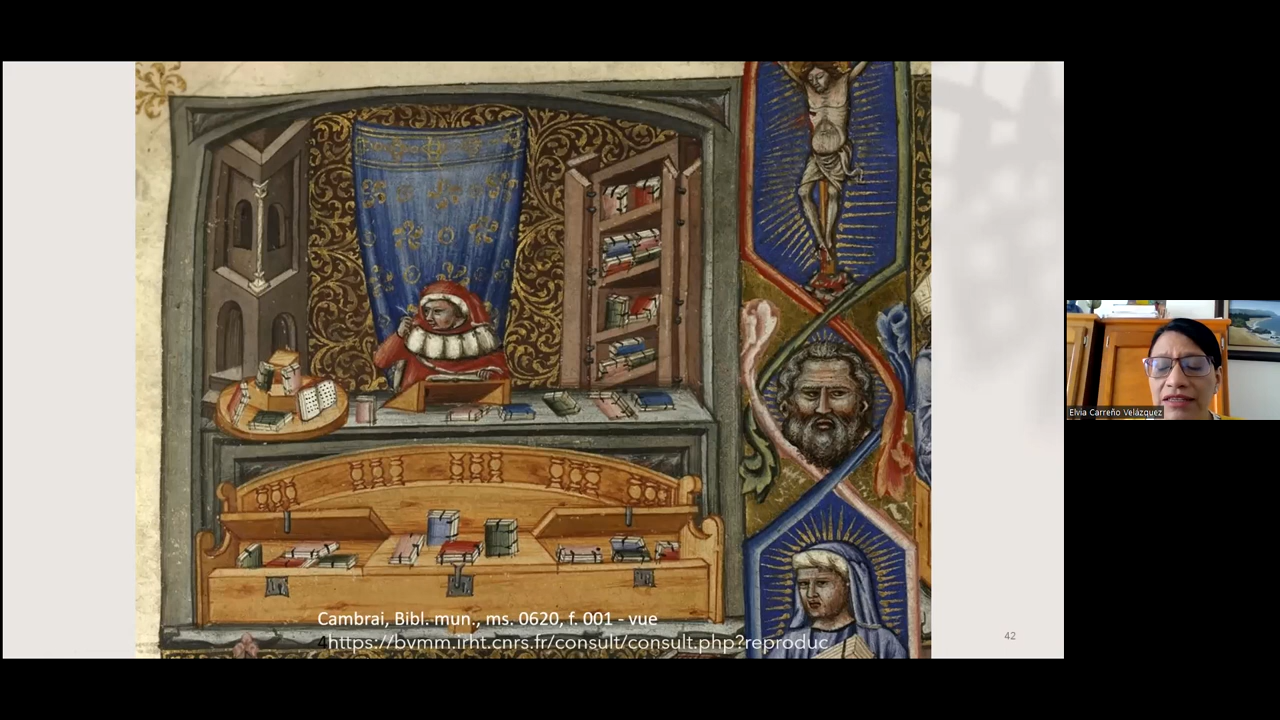 Cambrai, Bibl. mun., ms. 0620, f. 001 - vue
https://bvmm.irht.cnrs.fr/consult/consult.php?reproduc
42
Elvia Carreño Velázquez